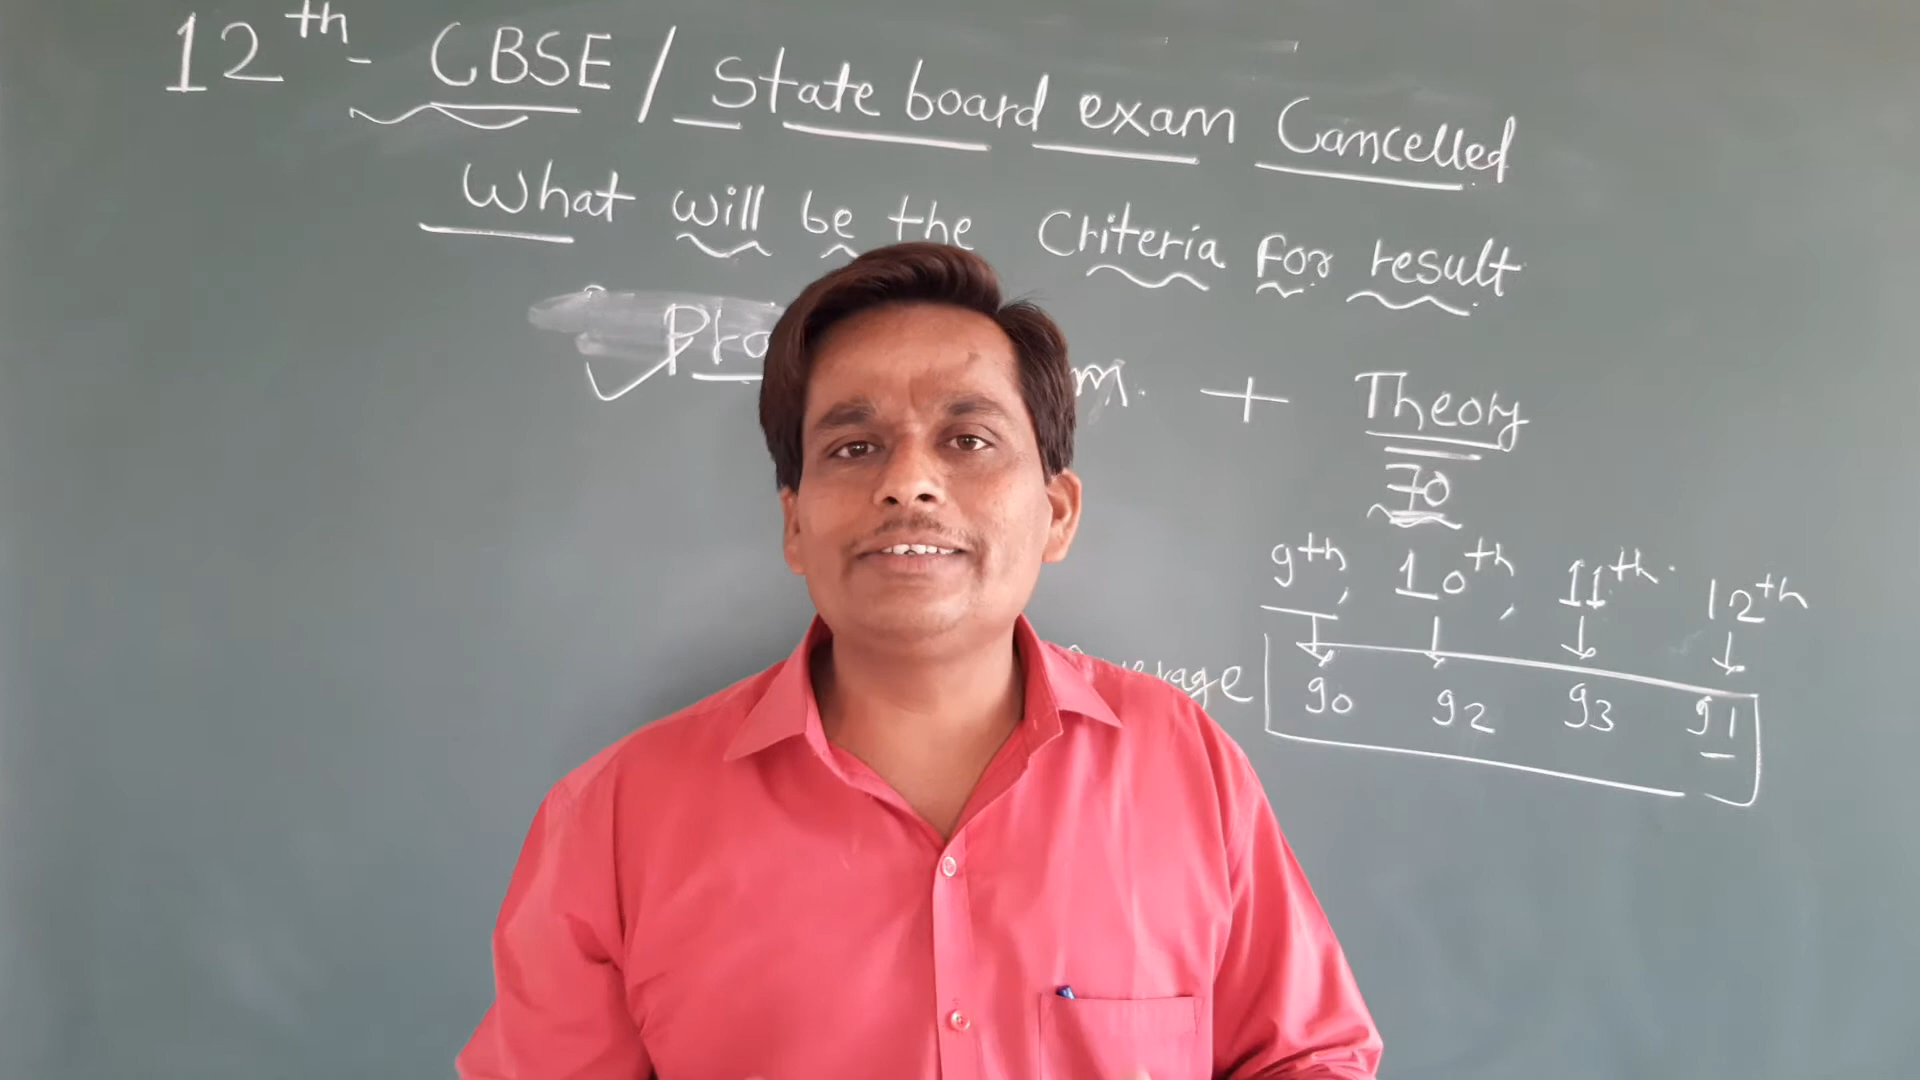 12th - CBSE / State board exam Cancelled
What will be the Criteria For result
+ Theory
70
9th, 10th, 11th. 12th
90 92 93 91